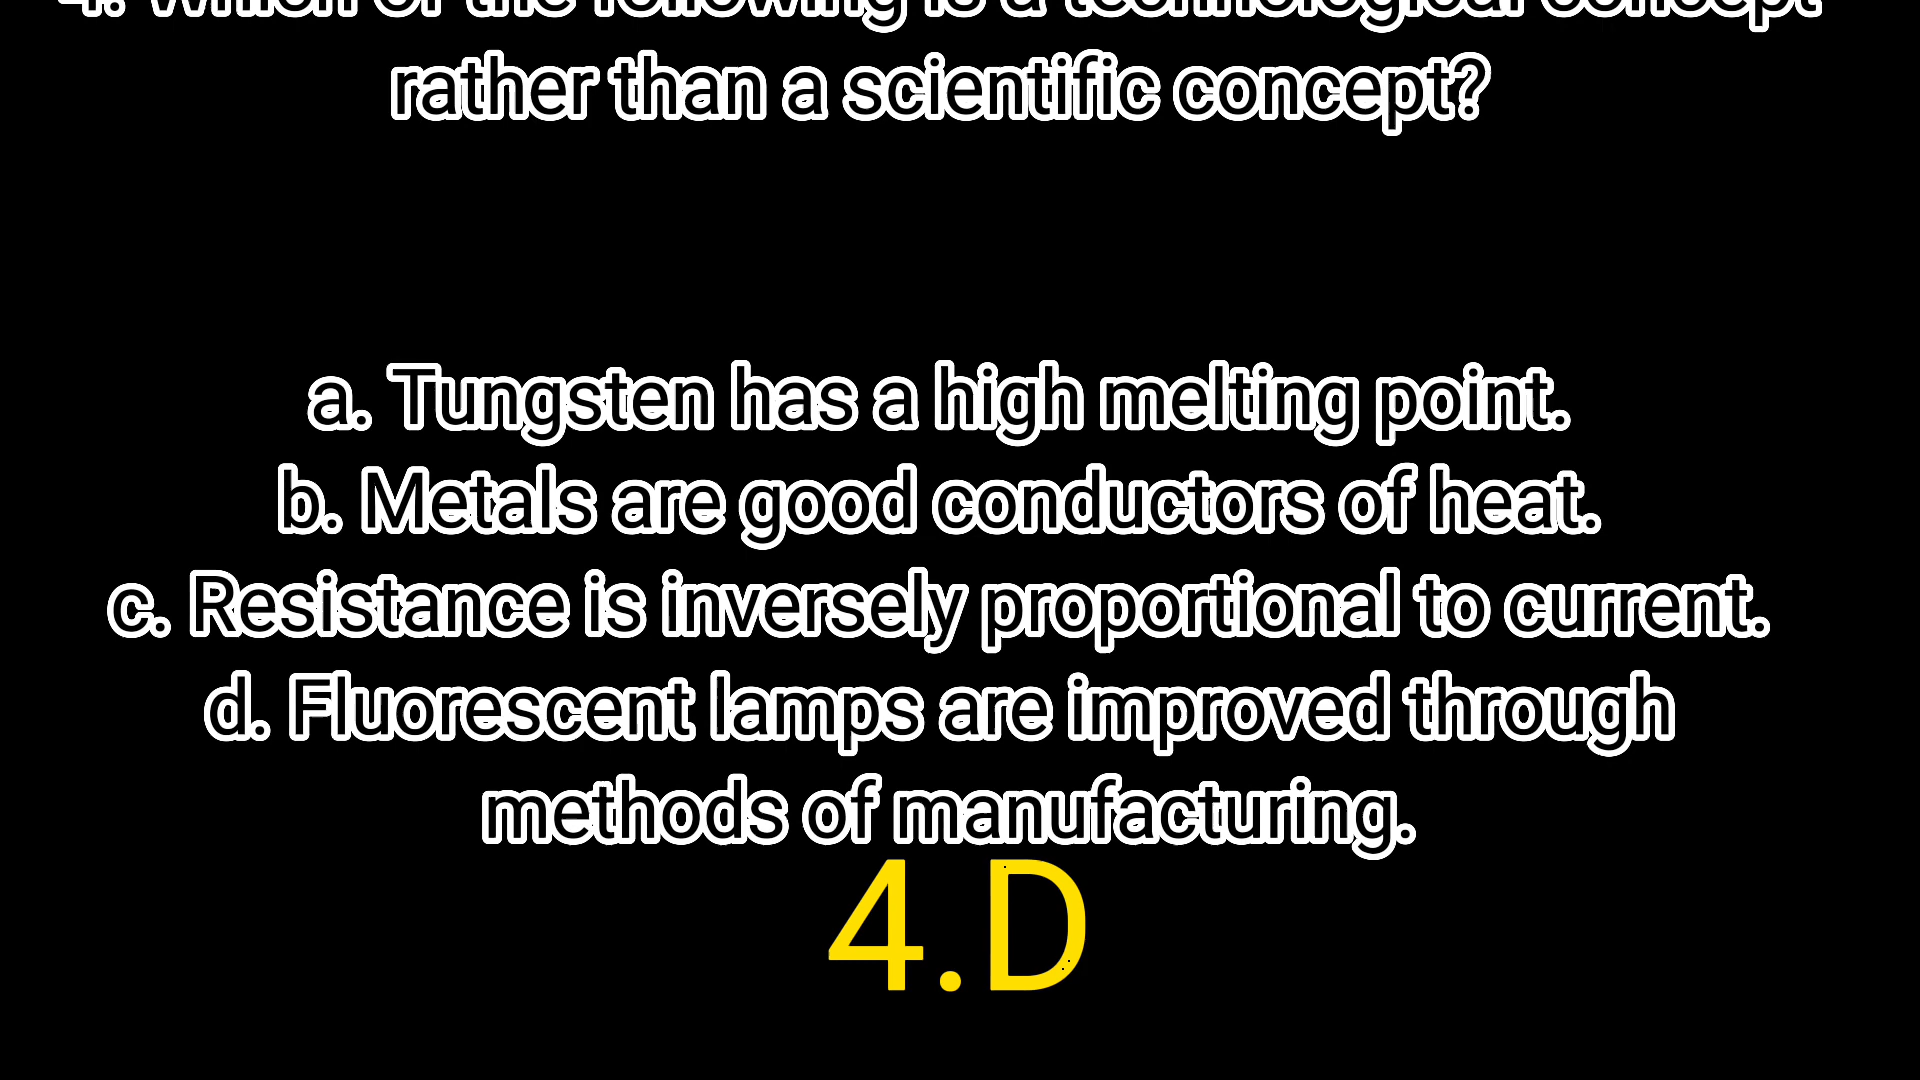 4. Which of the following is a technological concept
rather than a scientific concept?
a. Tungsten has a high melting point.
b. Metals are good conductors of heat.
c. Resistance is inversely proportional to current.
d. Fluorescent lamps are improved through
methods of manufacturing.
4.D